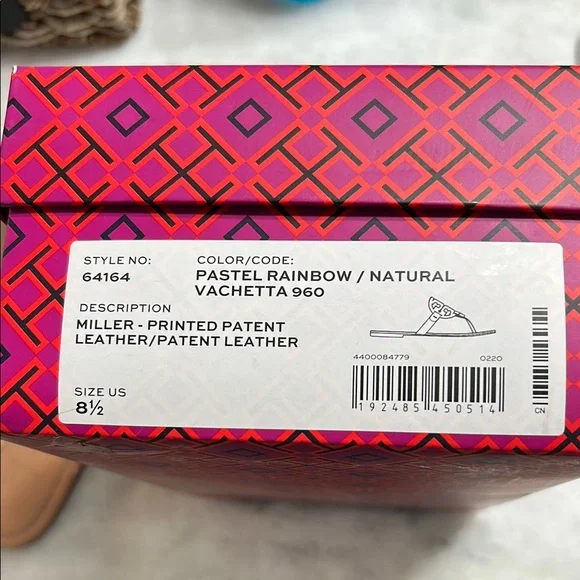 STYLE NO:
64164
COLOR/CODE:
PASTEL RAINBOW / NATURAL
VACHETTA 960
DESCRIPTION
MILLER - PRINTED PATENT
LEATHER/PATENT LEATHER
SIZE US
8½
4400084779 0220
192485 450514
CN